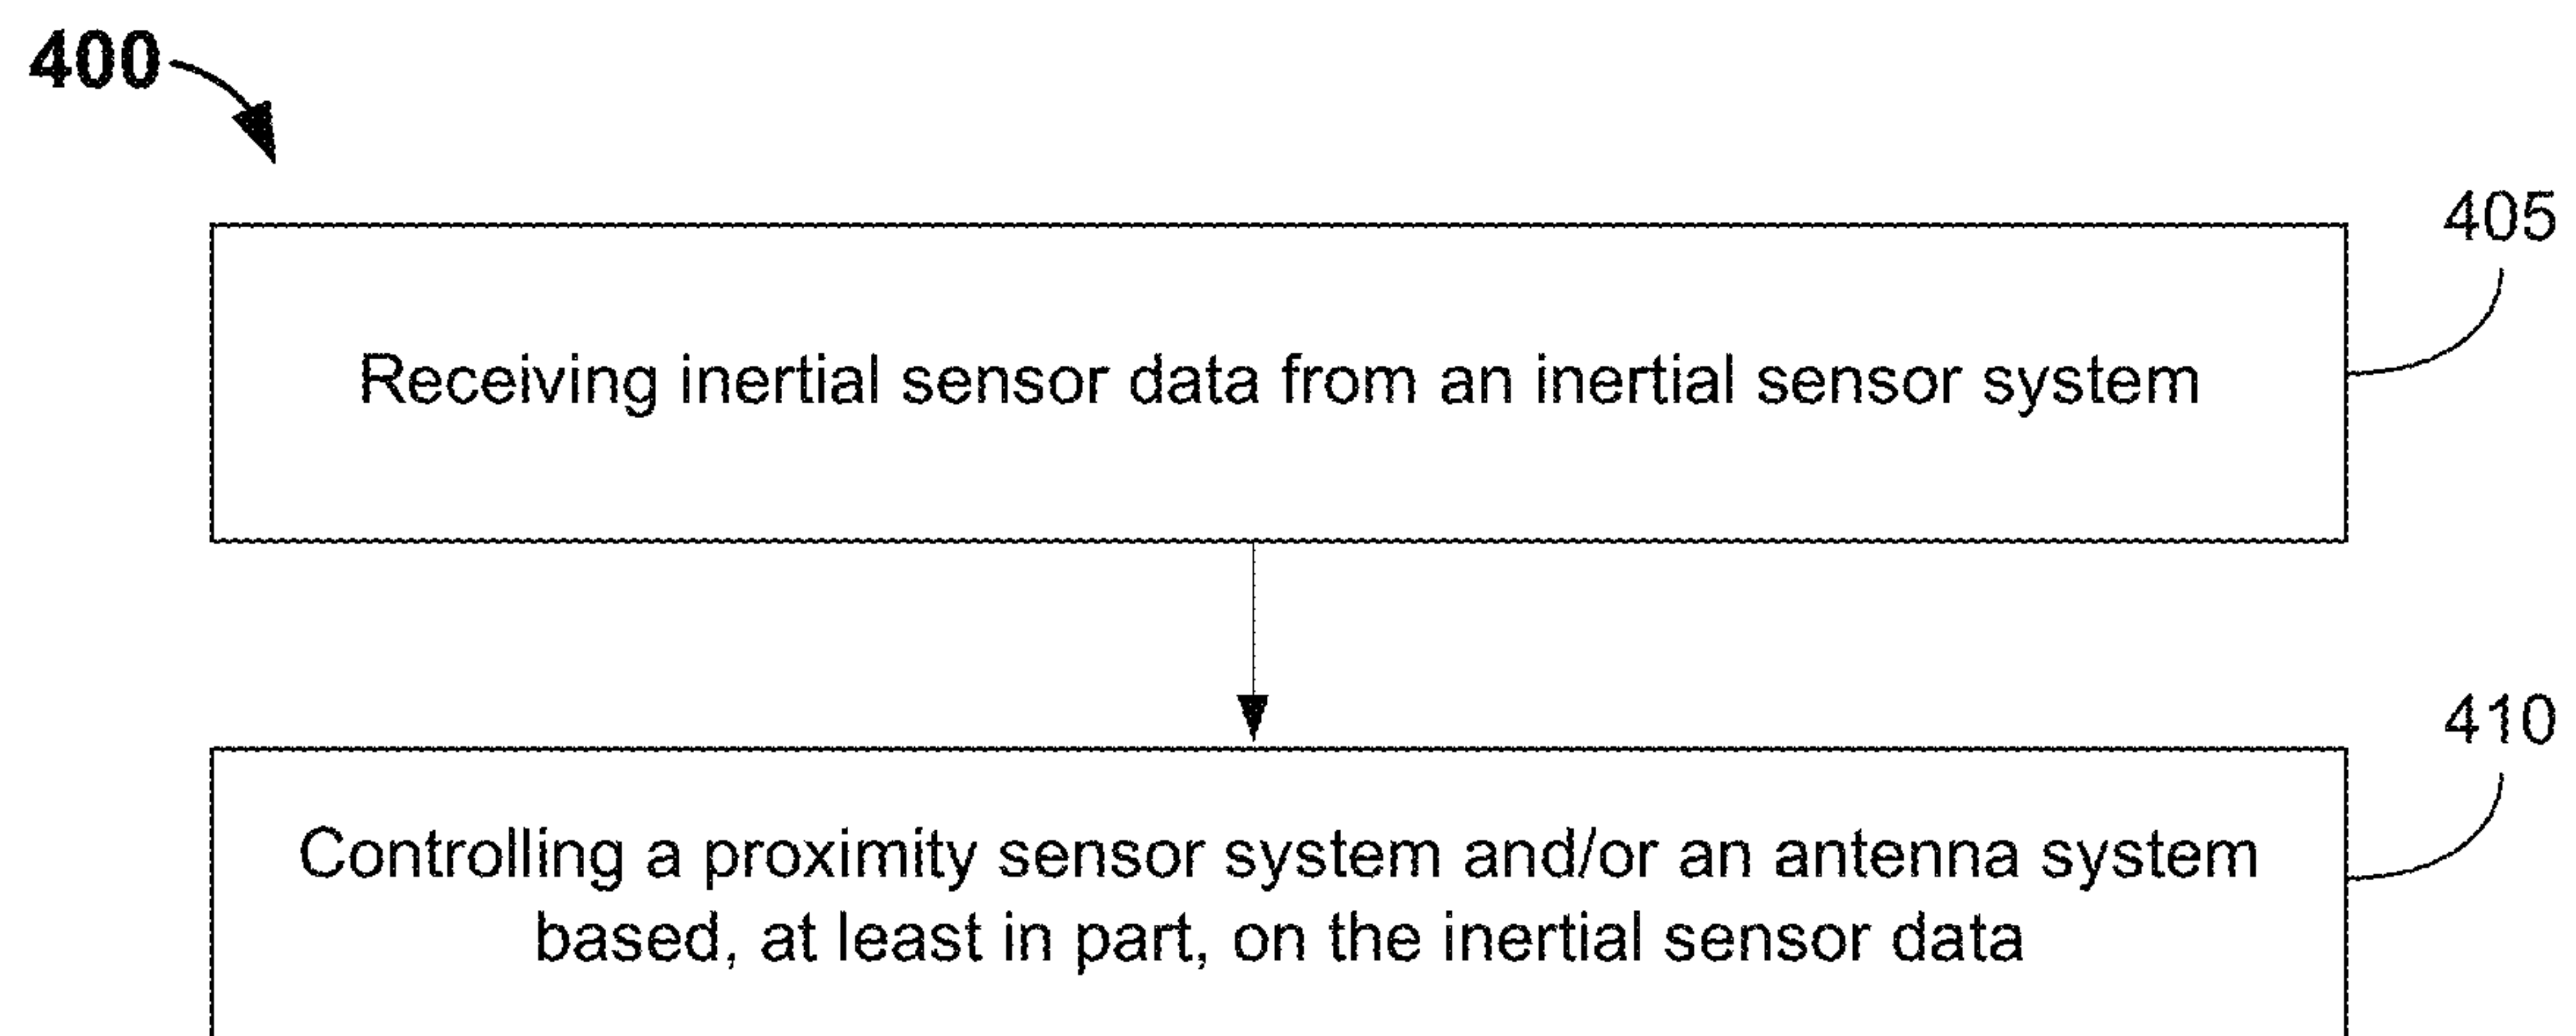 400
405
Receiving inertial sensor data from an inertial sensor system
410
Controlling a proximity sensor system and/or an antenna system
based, at least in part, on the inertial sensor data